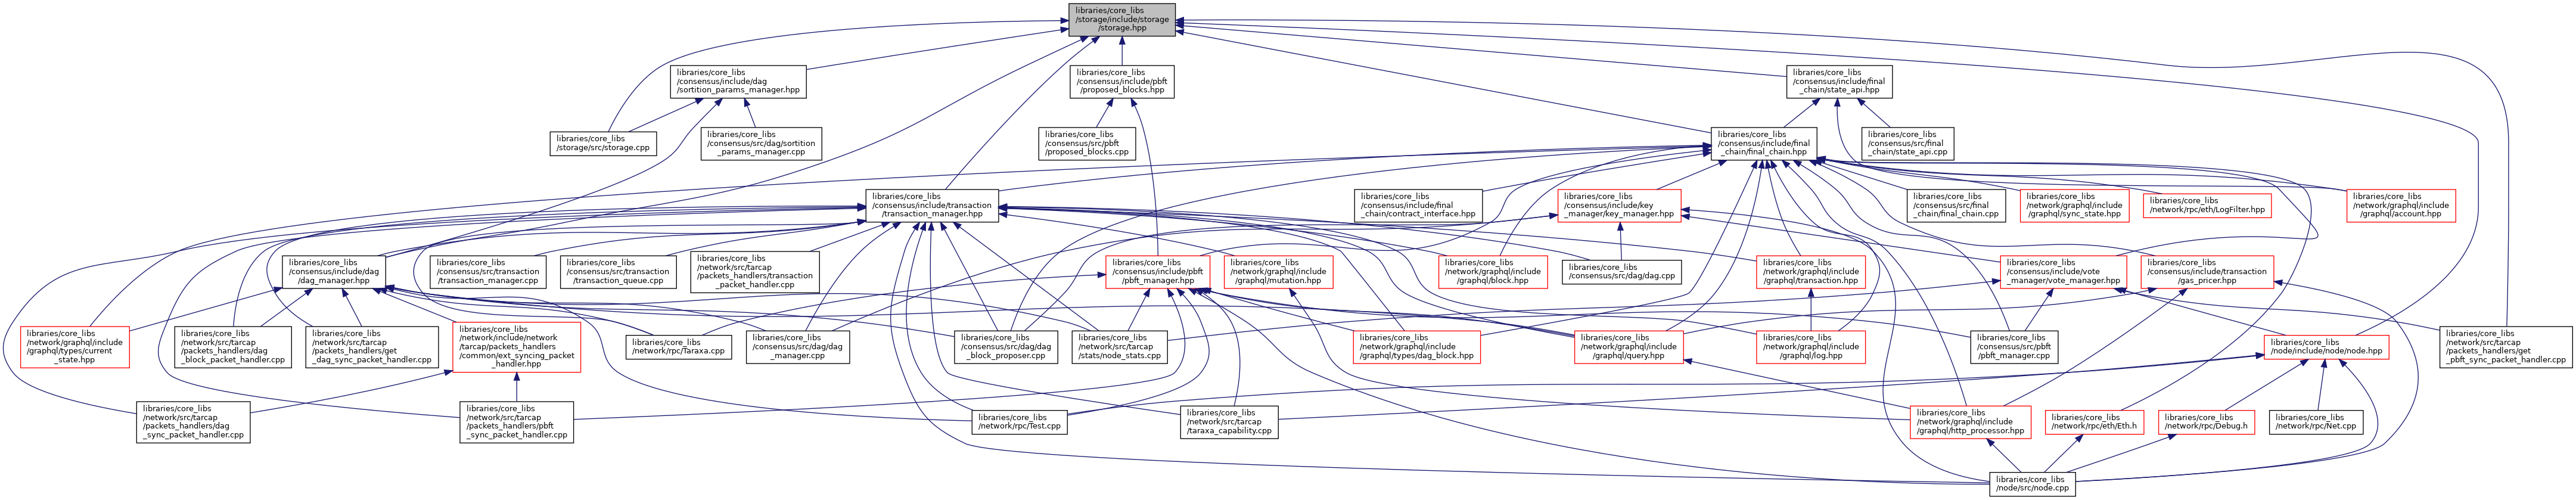 libraries/core_libs
/storage/include/storage
/storage.hpp
libraries/core_libs
/consensus/include/dag
/sortition_params_manager.hpp
libraries/core_libs
/consensus/include/pbft
/proposed_blocks.hpp
libraries/core_libs
/consensus/include/final
_chain/state_api.hpp
libraries/core_libs
/storage/src/storage.cpp
libraries/core_libs
/consensus/src/dag/sortition
_params_manager.cpp
libraries/core_libs
/consensus/src/pbft
/proposed_blocks.cpp
libraries/core_libs
/consensus/include/final
_chain/final_chain.hpp
libraries/core_libs
/consensus/src/final
_chain/state_api.cpp
libraries/core_libs
/consensus/include/transaction
/transaction_manager.hpp
libraries/core_libs
/consensus/include/final
_chain/contract_interface.hpp
libraries/core_libs
/consensus/include/key
_manager/key_manager.hpp
libraries/core_libs
/consensus/src/final
_chain/final_chain.cpp
libraries/core_libs
/network/graphql/include
/graphql/sync_state.hpp
libraries/core_libs
/network/rpc/eth/LogFilter.hpp
libraries/core_libs
/network/graphql/include
/graphql/account.hpp
libraries/core_libs
/consensus/include/dag
/dag_manager.hpp
libraries/core_libs
/consensus/src/transaction
/transaction_manager.cpp
libraries/core_libs
/consensus/src/transaction
/transaction_queue.cpp
libraries/core_libs
/network/src/tarcap
/packets_handlers/transaction
_packet_handler.cpp
libraries/core_libs
/consensus/include/pbft
/pbft_manager.hpp
libraries/core_libs
/network/graphql/include
/graphql/mutation.hpp
libraries/core_libs
/network/graphql/include
/graphql/block.hpp
libraries/core_libs
/consensus/src/dag/dag.cpp
libraries/core_libs
/network/graphql/include
/graphql/transaction.hpp
libraries/core_libs
/consensus/include/vote
_manager/vote_manager.hpp
libraries/core_libs
/consensus/include/transaction
/gas_pricer.hpp
libraries/core_libs
/network/graphql/include
/graphql/types/current
_state.hpp
libraries/core_libs
/network/src/tarcap
/packets_handlers/dag
_block_packet_handler.cpp
libraries/core_libs
/network/src/tarcap
/packets_handlers/get
_dag_sync_packet_handler.cpp
libraries/core_libs
/network/include/network
/tarcap/packets_handlers
/common/ext_syncing_packet
_handler.hpp
libraries/core_libs
/network/rpc/Taraxa.cpp
libraries/core_libs
/consensus/src/dag/dag
_manager.cpp
libraries/core_libs
/consensus/src/dag/dag
_block_proposer.cpp
libraries/core_libs
/network/src/tarcap
/stats/node_stats.cpp
libraries/core_libs
/network/graphql/include
/graphql/types/dag_block.hpp
libraries/core_libs
/network/graphql/include
/graphql/query.hpp
libraries/core_libs
/network/graphql/include
/graphql/log.hpp
libraries/core_libs
/consensus/src/pbft
/pbft_manager.cpp
libraries/core_libs
/node/include/node/node.hpp
libraries/core_libs
/network/src/tarcap
/packets_handlers/get
_pbft_sync_packet_handler.cpp
libraries/core_libs
/network/src/tarcap
/packets_handlers/dag
_sync_packet_handler.cpp
libraries/core_libs
/network/src/tarcap
/packets_handlers/pbft
_sync_packet_handler.cpp
libraries/core_libs
/network/rpc/Test.cpp
libraries/core_libs
/network/src/tarcap
/taraxa_capability.cpp
libraries/core_libs
/network/graphql/include
/graphql/http_processor.hpp
libraries/core_libs
/network/rpc/eth/Eth.h
libraries/core_libs
/network/rpc/Debug.h
libraries/core_libs
/network/rpc/Net.cpp
libraries/core_libs
/node/src/node.cpp